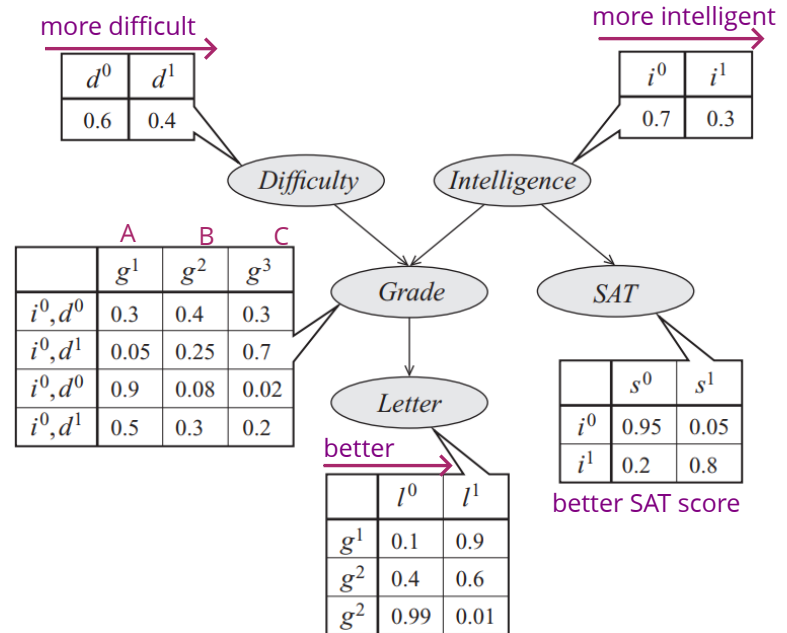 more difficult
more intelligent
d⁰ d¹
0.6 0.4
i⁰ i¹
0.7 0.3
Difficulty
Intelligence
A B C
g¹ g² g³
i⁰,d⁰ 0.3 0.4 0.3
i⁰,d¹ 0.05 0.25 0.7
i⁰,d⁰ 0.9 0.08 0.02
i⁰,d¹ 0.5 0.3 0.2
Grade
SAT
Letter
better
l⁰ l¹
g¹ 0.1 0.9
g² 0.4 0.6
g² 0.99 0.01
s⁰ s¹
i⁰ 0.95 0.05
i¹ 0.2 0.8
better SAT score